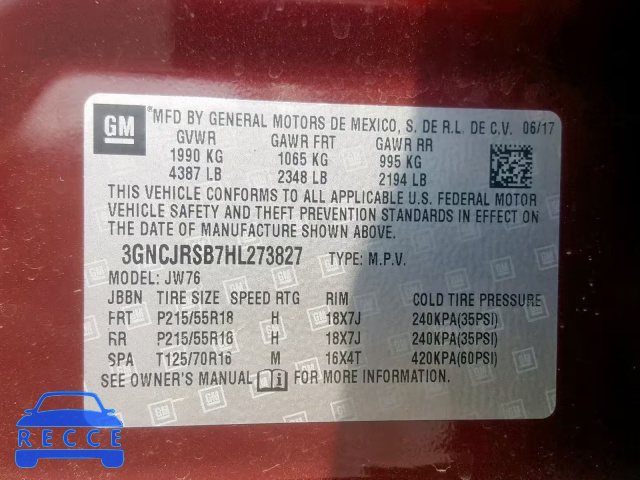 GM
®MFD BY GENERAL MOTORS DE MEXICO, S. DE R.L. DE C.V. 06/17
GVWR GAWR FRT GAWR RR
1990 KG 1065 KG 995 KG
4387 LB 2348 LB 2194 LB
THIS VEHICLE CONFORMS TO ALL APPLICABLE U.S. FEDERAL MOTOR
VEHICLE SAFETY AND THEFT PREVENTION STANDARDS IN EFFECT ON
THE DATE OF MANUFACTURE SHOWN ABOVE.
3GNCJRSB7HL273827 TYPE: M.P.V.
MODEL: JW76
JBBN TIRE SIZE SPEED RTG RIM COLD TIRE PRESSURE
FRT P215/55R18 H 18X7J 240KPA(35PSI)
RR P215/55R18 H 18X7J 240KPA(35PSI)
SPA T125/70R16 M 16X4T 420KPA(60PSI)
SEE OWNER'S MANUAL FOR MORE INFORMATION.
RECCE